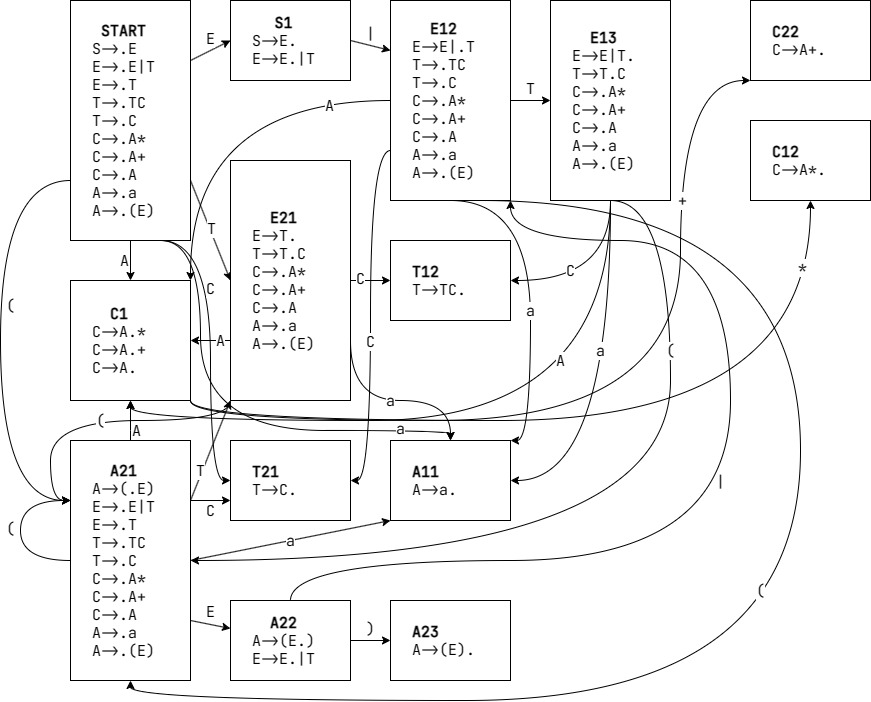 START
S→.E
E→.E|T
E→.T
T→.TC
T→.C
C→.A*
C→.A+
C→.A
A→.a
A→.(E)
E
S1
S→E.
E→E.|T
|
E12
E→E|.T
T→.TC
T→.C
C→.A*
C→.A+
C→.A
A→.a
A→.(E)
T
E13
E→E|T.
T→T.C
C→.A*
C→.A+
C→.A
A→.a
A→.(E)
C22
C→A+.
C12
C→A*.
A
T
E21
E→T.
T→T.C
C→.A*
C→.A+
C→.A
A→.a
A→.(E)
+
A
C
C
T12
T→TC.
C
*
(
C1
C→A.*
C→A.+
C→A.
A
C
a
A
a
(
a
(
a
A
A21
A→(.E)
E→.E|T
E→.T
T→.TC
T→.C
C→.A*
C→.A+
C→.A
A→.a
A→.(E)
T
C
T21
T→C.
A11
A→a.
|
(
a
E
A22
A→(E.)
E→E.|T
)
A23
A→(E).
(